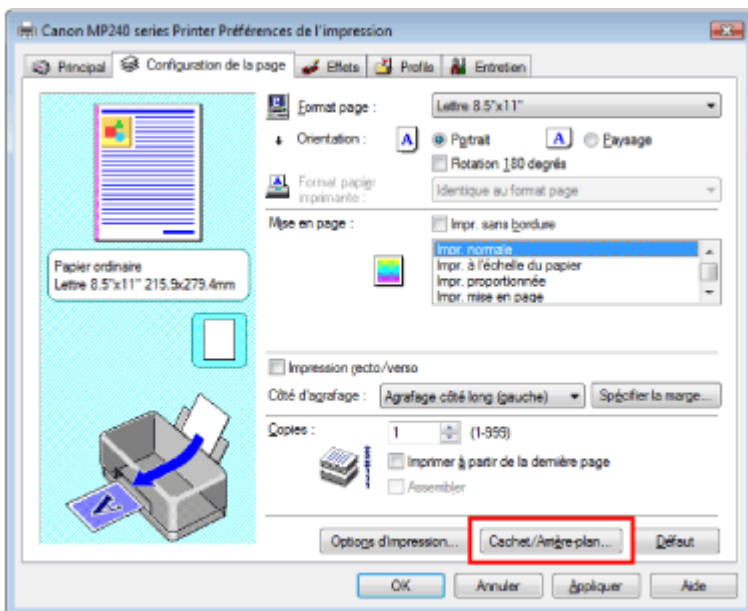 Canon MP240 series Printer Préférences de l'impression
Principal Configuration de la page Effets Profils Entretien
Format page : Lettre 8.5"x11"
Orientation : A Portrait A Paysage
Rotation 180 degrés
Format papier imprimante : Identique au format page
Mise en page : Impr. sans bordure
Impr. normale
Impr. à l'échelle du papier
Impr. proportionnée
Impr. mise en page
Papier ordinaire
Lettre 8.5"x11" 215.9x279.4mm
Impression recto/verso
Côté d'agrafage : Agrafage côté long (gauche) Spécifier la marge...
Copies : 1 (1-999)
Imprimer à partir de la dernière page
Assembler
A
Options d'impression... Cachet/Arrière-plan... Défaut
OK Annuler Appliquer Aide